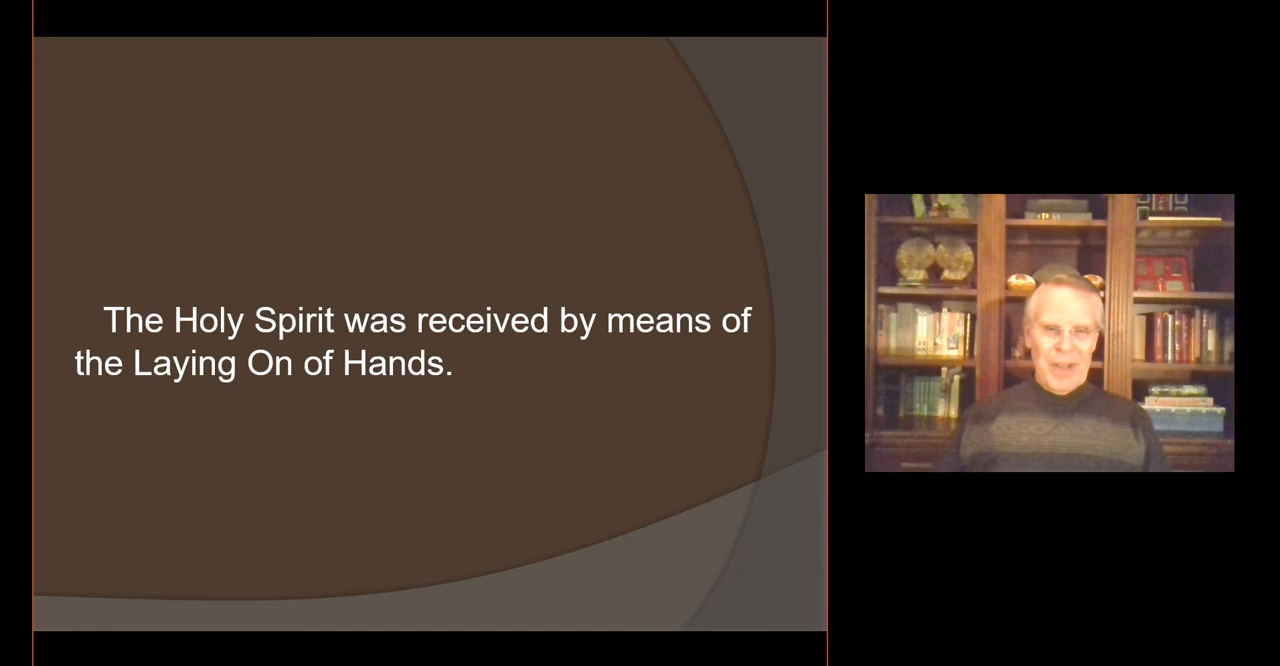 The Holy Spirit was received by means of
the Laying On of Hands.